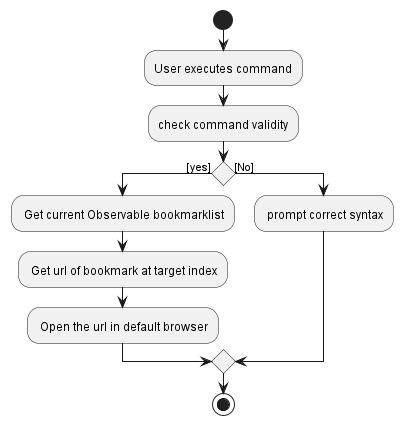 User executes command
check command validity
[yes]
[No]
Get current Observable bookmarklist
prompt correct syntax
Get url of bookmark at target index
Open the url in default browser